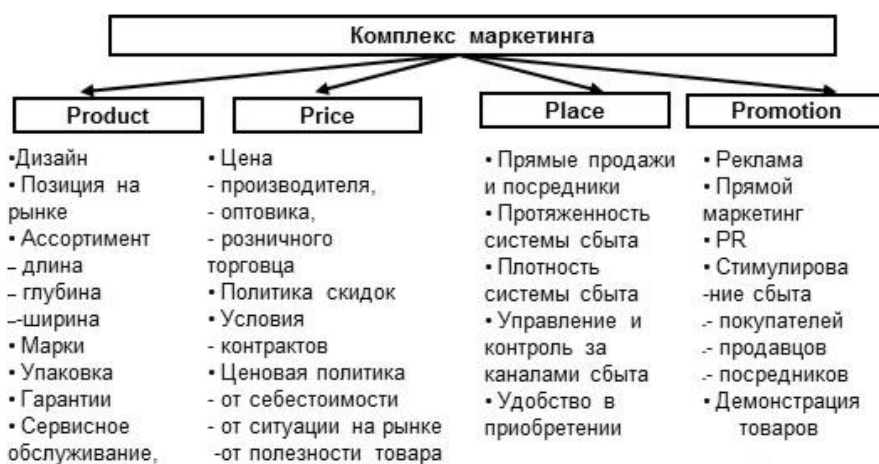 Комплекс маркетинга
Product
•Дизайн
• Позиция на
рынке
• Ассортимент
– длина
– глубина
–-ширина
• Марки
• Упаковка
• Гарантии
• Сервисное
обслуживание,
Price
• Цена
- производителя,
- оптовика,
- розничного
торговца
• Политика скидок
• Условия
- контрактов
• Ценовая политика
- от себестоимости
- от ситуации на рынке
-от полезности товара
Place
• Прямые продажи
и посредники
• Протяженность
системы сбыта
• Плотность
системы сбыта
• Управление и
контроль за
каналами сбыта
• Удобство в
приобретении
Promotion
• Реклама
• Прямой
маркетинг
• PR
• Стимулирова
-ние сбыта
.- покупателей
.- продавцов
.- посредников
• Демонстрация
товаров